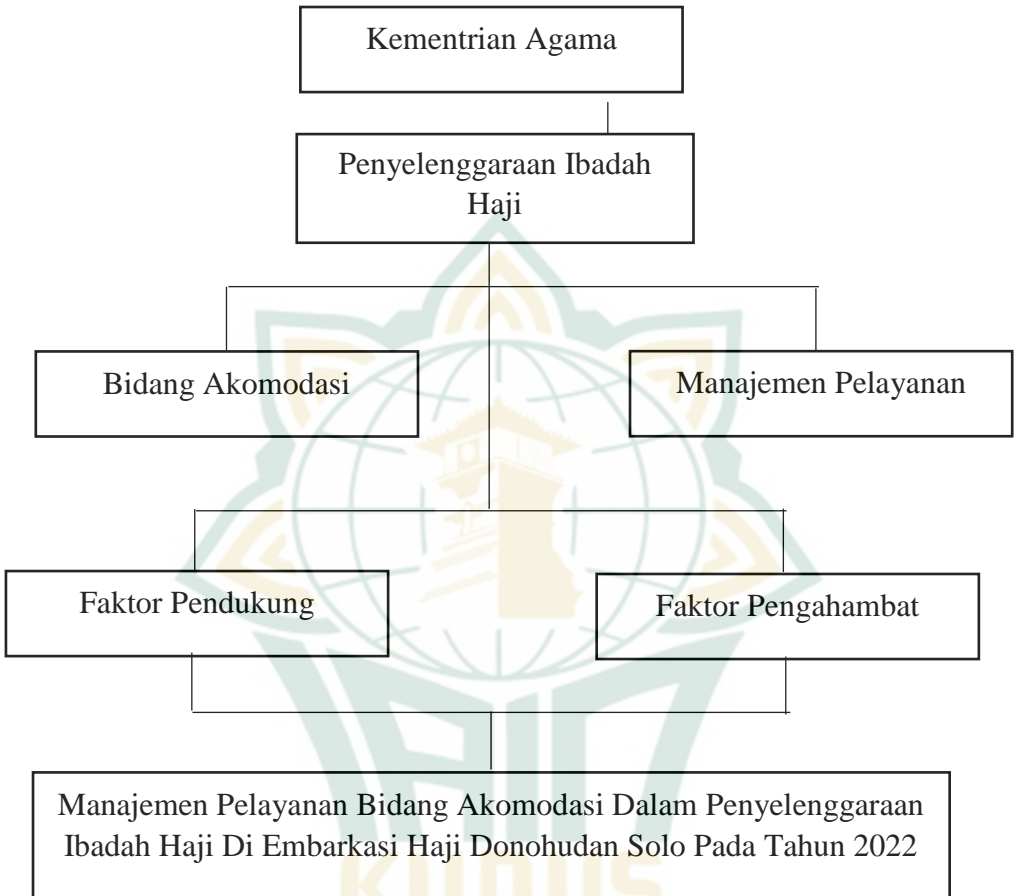 Kementrian Agama
Penyelenggaraan Ibadah
Haji
Bidang Akomodasi
Manajemen Pelayanan
Faktor Pendukung
Faktor Pengahambat
Manajemen Pelayanan Bidang Akomodasi Dalam Penyelenggaraan
Ibadah Haji Di Embarkasi Haji Donohudan Solo Pada Tahun 2022
KUDUS